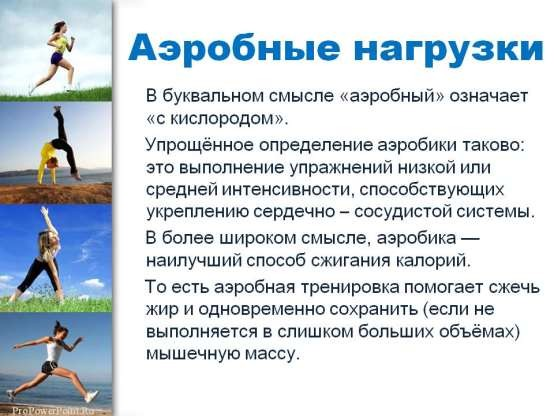 Аэробные нагрузки
В буквальном смысле «аэробный» означает
«с кислородом».
Упрощённое определение аэробики таково:
это выполнение упражнений низкой или
средней интенсивности, способствующих
укреплению сердечно – сосудистой системы.
В более широком смысле, аэробика —
наилучший способ сжигания калорий.
То есть аэробная тренировка помогает сжечь
жир и одновременно сохранить (если не
выполняется в слишком больших объёмах)
мышечную массу.
ProPowerPoint.Ru